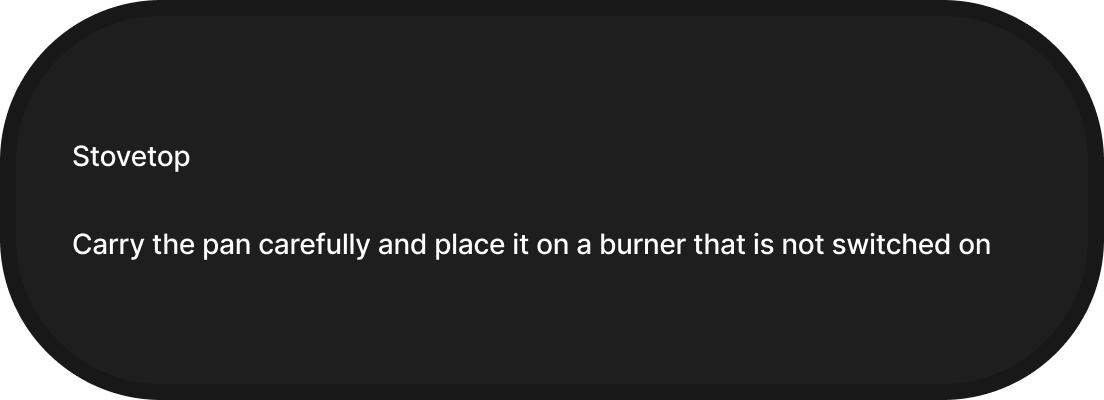 Stovetop
Carry the pan carefully and place it on a burner that is not switched on